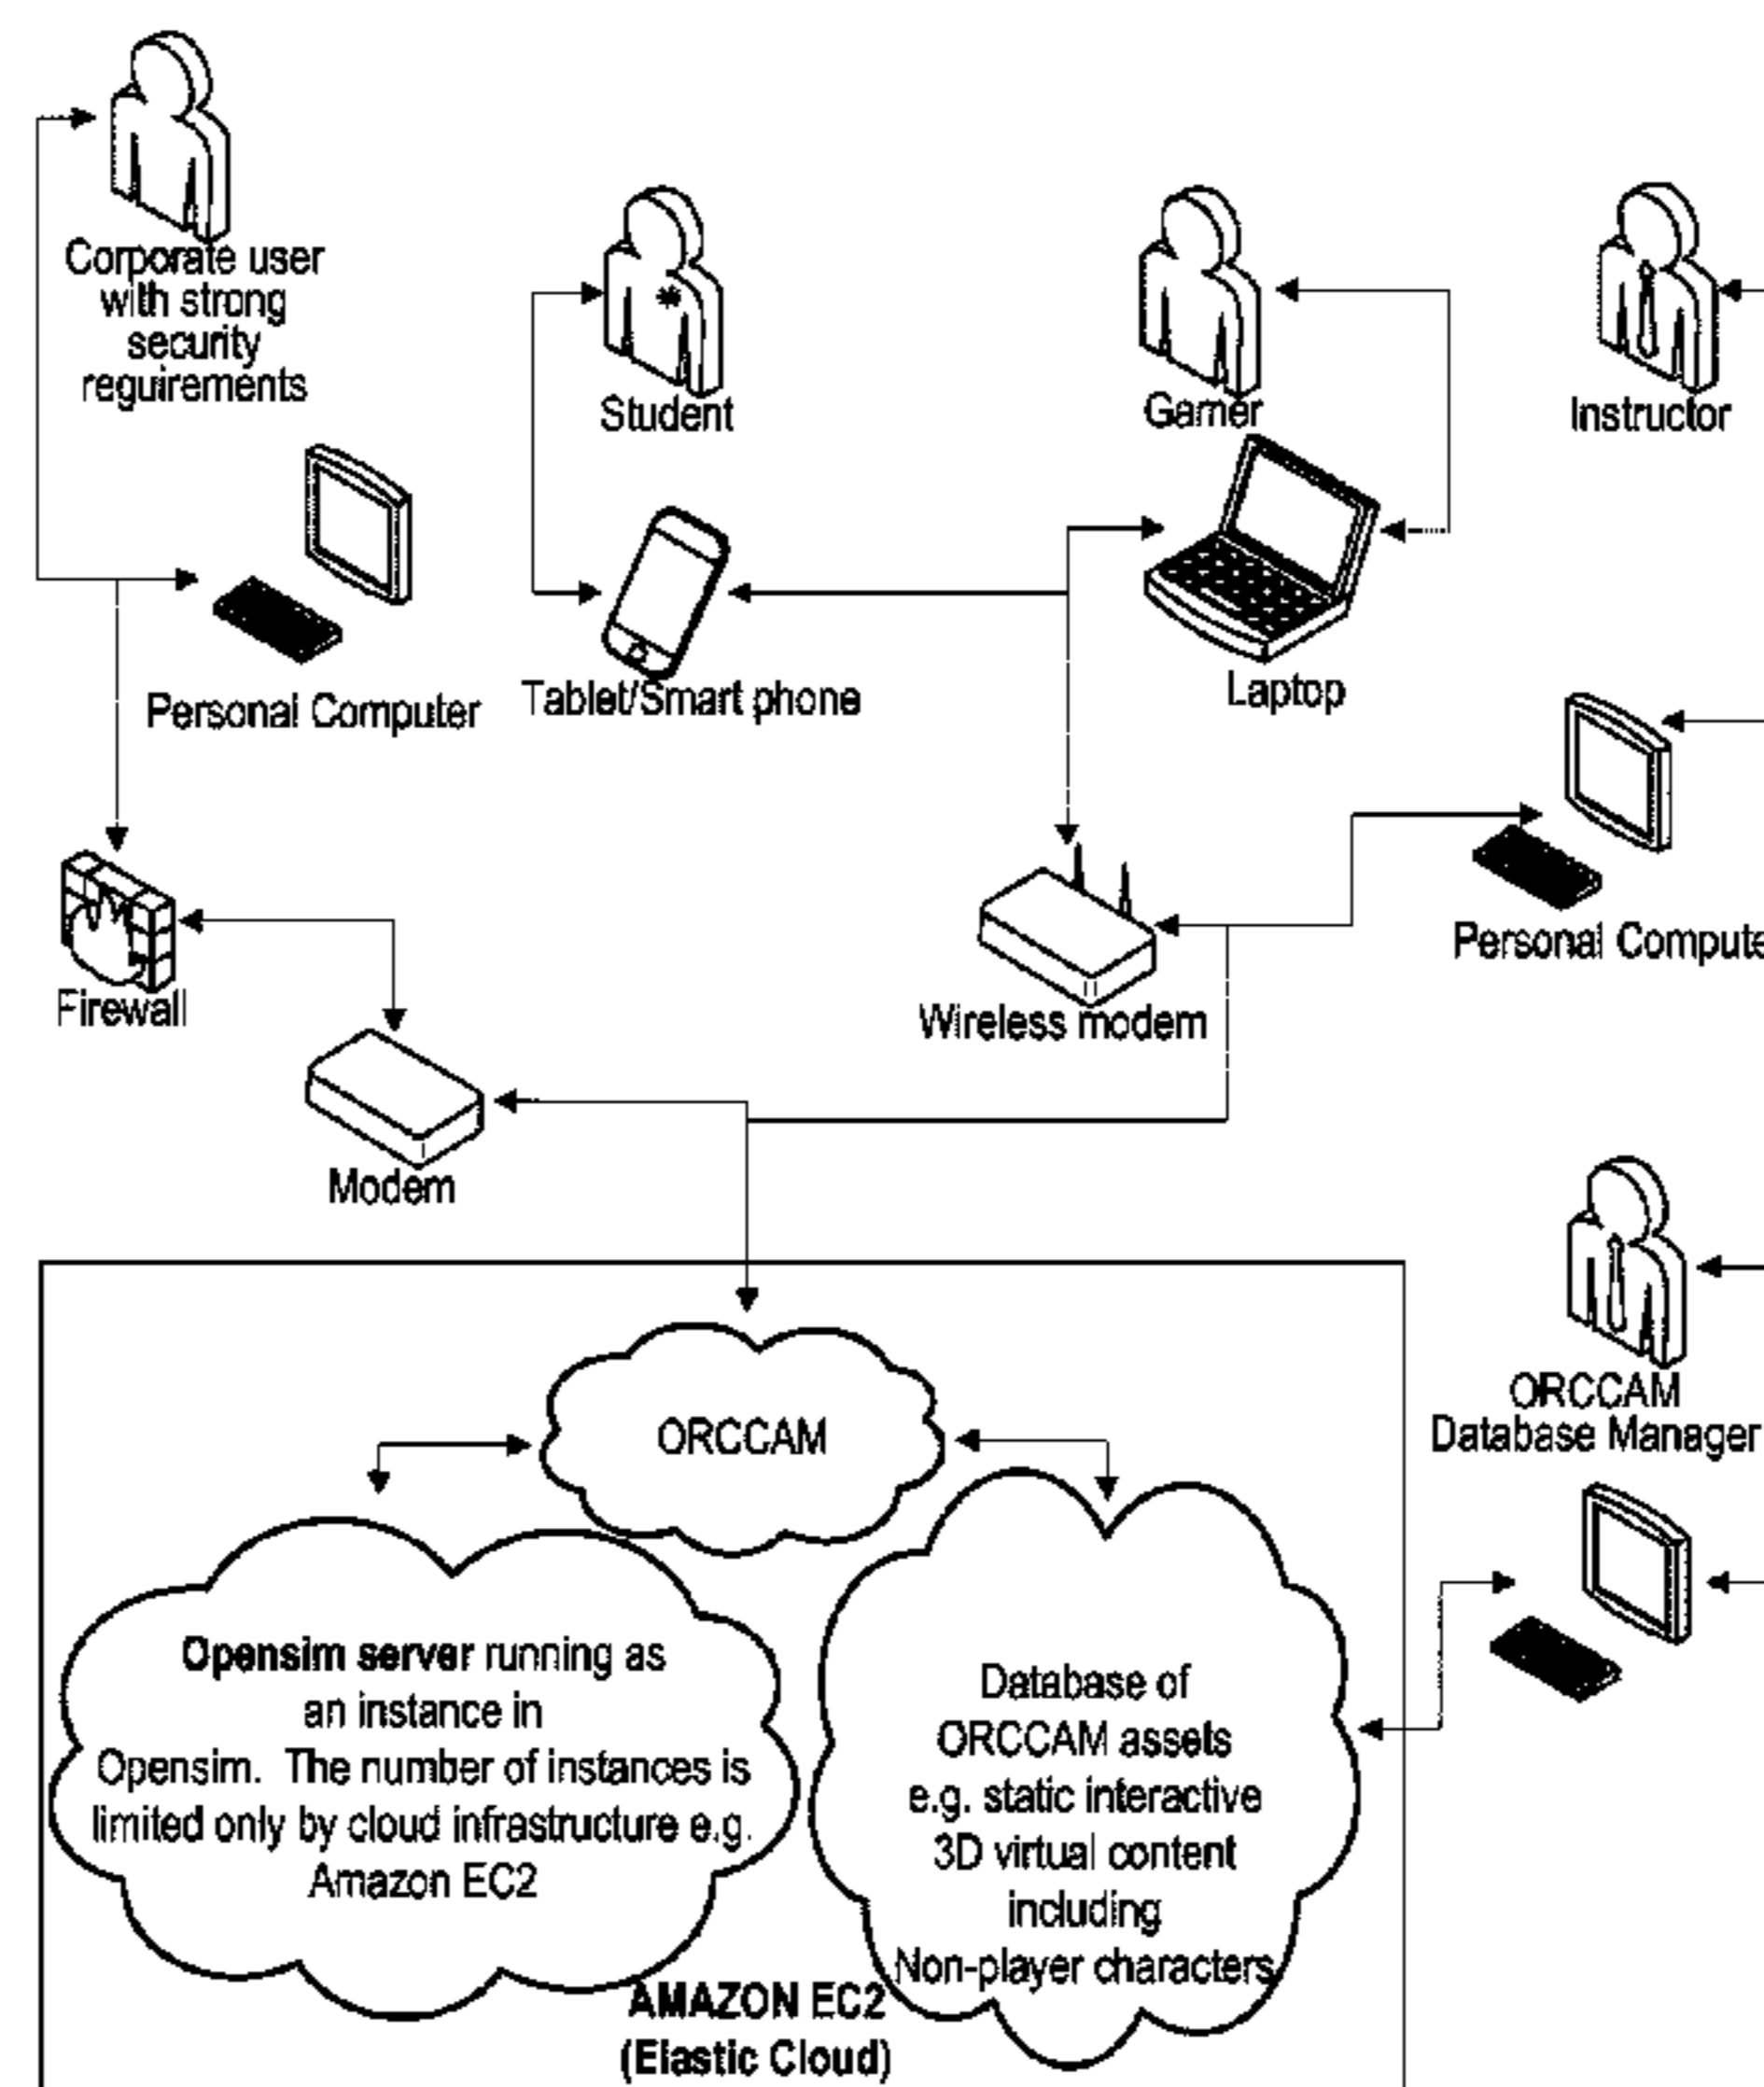 Corporate user
with strong
security
reguirements
Student
Gamer
Instructor
Personal Computer
Tablet/Smart phone
Laptop
Firewall
Wireless modem
Personal Compute
Modem
ORCCAM
Database Manager
ORCCAM
Opensim server running as
an instance in
Opensim. The number of instances is
limited only by cloud infrastructure e.g.
Amazon EC2
Database of
ORCCAM assets
e.g. static interactive
3D virtual content
including
Non-player characters
AMAZON EC2
(Elastic Cloud)